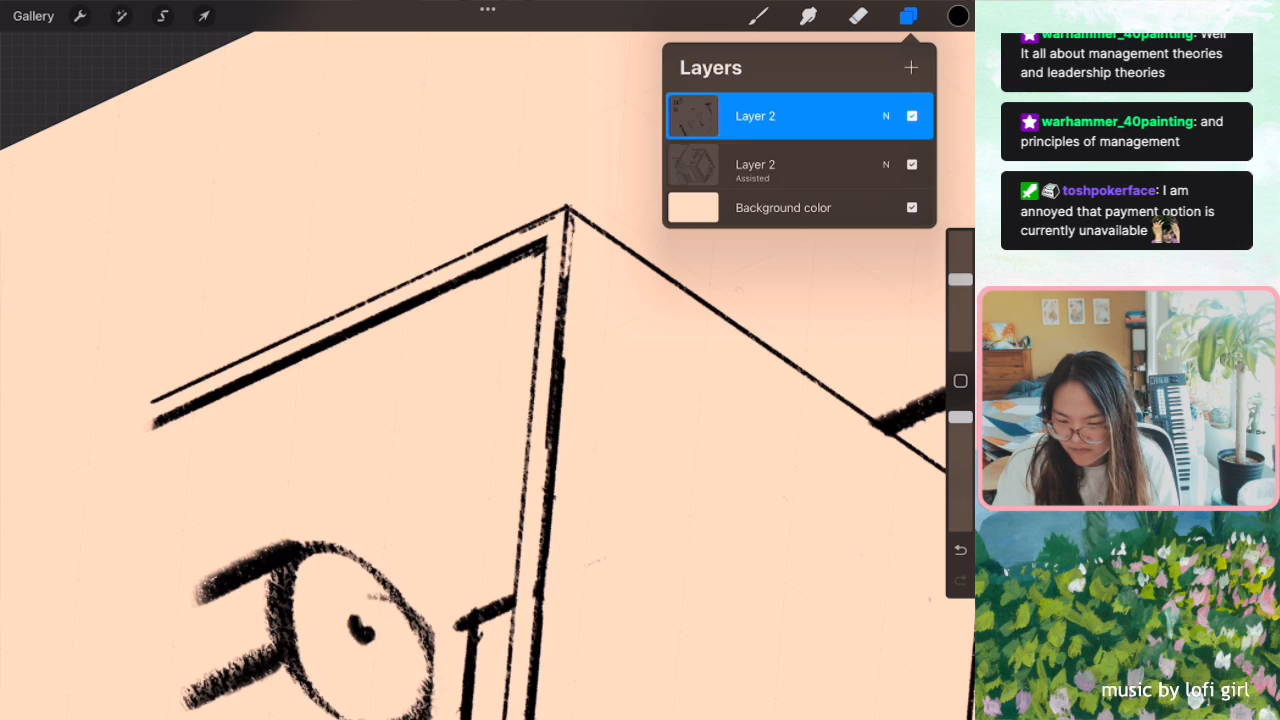 Gallery
Layers
Layer 2
N
Layer 2
N
Assisted
Background color
warhammer_40painting: Well
It all about management theories
and leadership theories
warhammer_40painting: and
principles of management
toshpokerface: I am
annoyed that payment option is
currently unavailable
music by lofi girl